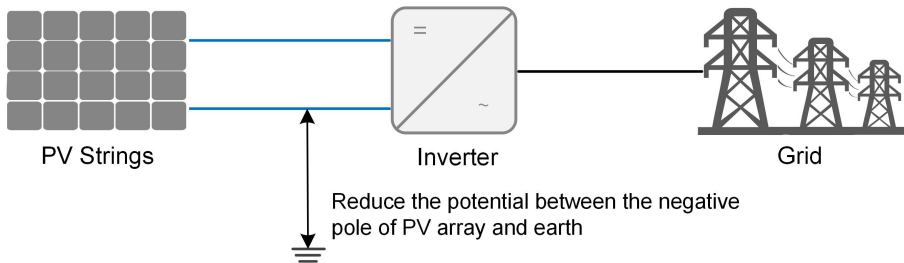 PV Strings
Inverter
Grid
Reduce the potential between the negative
pole of PV array and earth